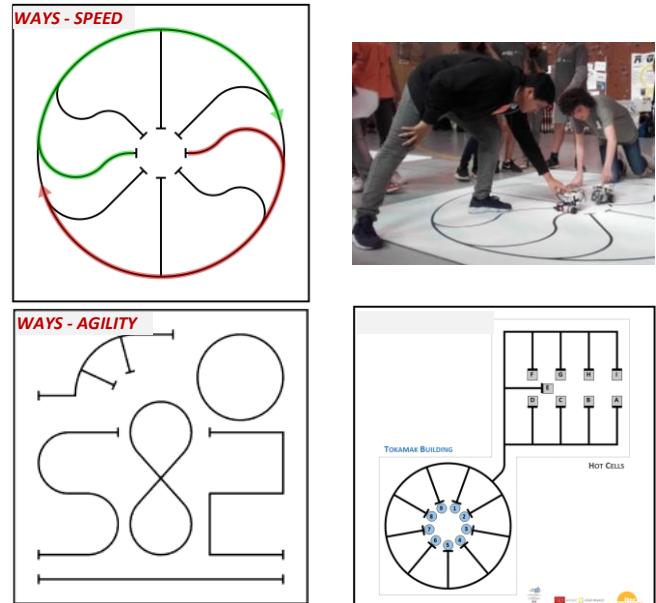 WAYS - SPEED
WAYS - AGILITY
F G H I
E
D C B A
TOKAMAK BUILDING
HOT CELLS
9 1
8 2
7 3
6 5 4